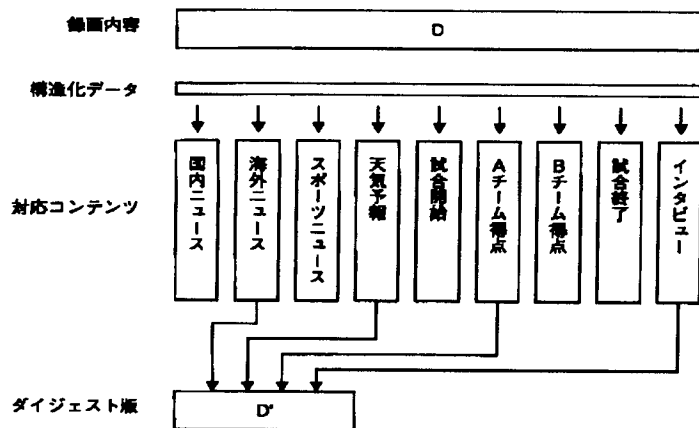 録画内容
D
構造化データ
対応コンテンツ
国内ニュース
海外ニュース
スポーツニュース
天気予報
試合開始
Aチーム得点
Bチーム得点
試合終了
インタビュー
ダイジェスト版
D'